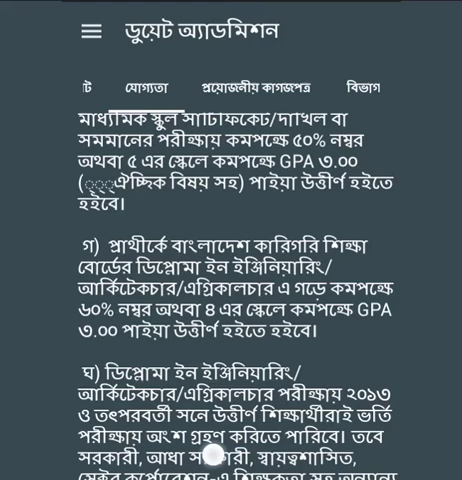 ডুয়েট অ্যাডমিশন
ট যোগ্যতা প্রয়োজনীয় কাগজপত্র বিভাগ
মাধ্যমিক স্কুল সার্টিফিকেট/দাখিল বা
সমমানের পরীক্ষায় কমপক্ষে ৫০% নম্বর
অথবা ৫ এর স্কেলে কমপক্ষে GPA ৩.০০
(ঐচ্ছিক বিষয় সহ) পাইয়া উত্তীর্ণ হইতে
হইবে।
গ) প্রাথীর্কে বাংলাদেশ কারিগরি শিক্ষা
বোর্ডের ডিপ্লোমা ইন ইঞ্জিনিয়ারিং/
আর্কিটেকচার/এগ্রিকালচার এ গড়ে কমপক্ষে
৬০% নম্বর অথবা ৪ এর স্কেলে কমপক্ষে GPA
৩.০০ পাইয়া উত্তীর্ণ হইতে হইবে।
ঘ) ডিপ্লোমা ইন ইঞ্জিনিয়ারিং/
আর্কিটেকচার/এগ্রিকালচার পরীক্ষায় ২০১৩
ও তৎপরবর্তী সনে উত্তীর্ণ শিক্ষার্থীরাই ভর্তি
পরীক্ষায় অংশ গ্রহণ করিতে পারিবে। তবে
সরকারী, আধা সরকারী, স্বায়ত্বশাসিত,